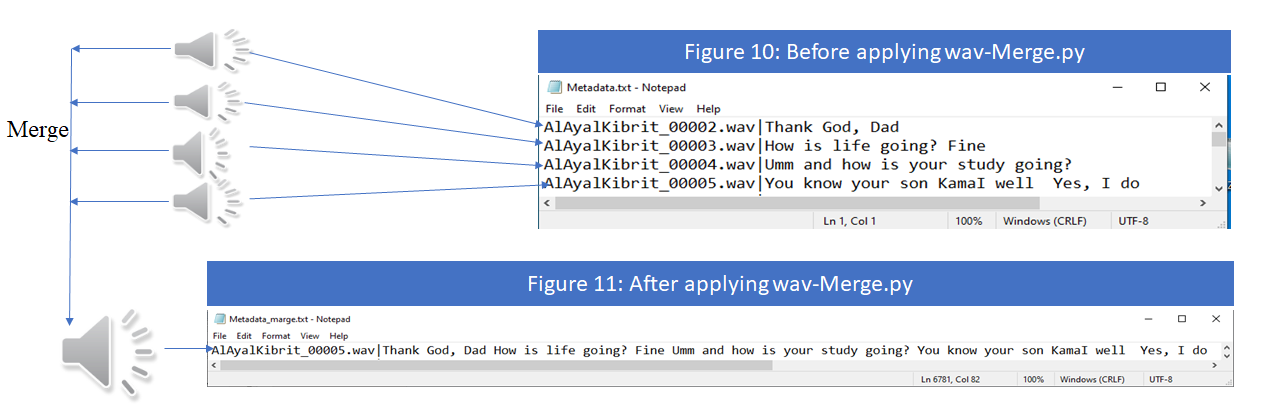 Merge
Figure 10: Before applying wav-Merge.py
Metadata.txt - Notepad
File Edit Format View Help
AlAyalKibrit_00002.wav|Thank God, Dad
AlAyalKibrit_00003.wav|How is life going? Fine
AlAyalKibrit_00004.wav|Umm and how is your study going?
AlAyalKibrit_00005.wav|You know your son KamaI well  Yes, I do
Ln 1, Col 1 100% Windows (CRLF) UTF-8
Figure 11: After applying wav-Merge.py
Metadata_marge.txt - Notepad
File Edit Format View Help
AlAyalKibrit_00005.wav|Thank God, Dad How is life going? Fine Umm and how is your study going? You know your son KamaI well  Yes, I do
Ln 6781, Col 82 100% Windows (CRLF) UTF-8